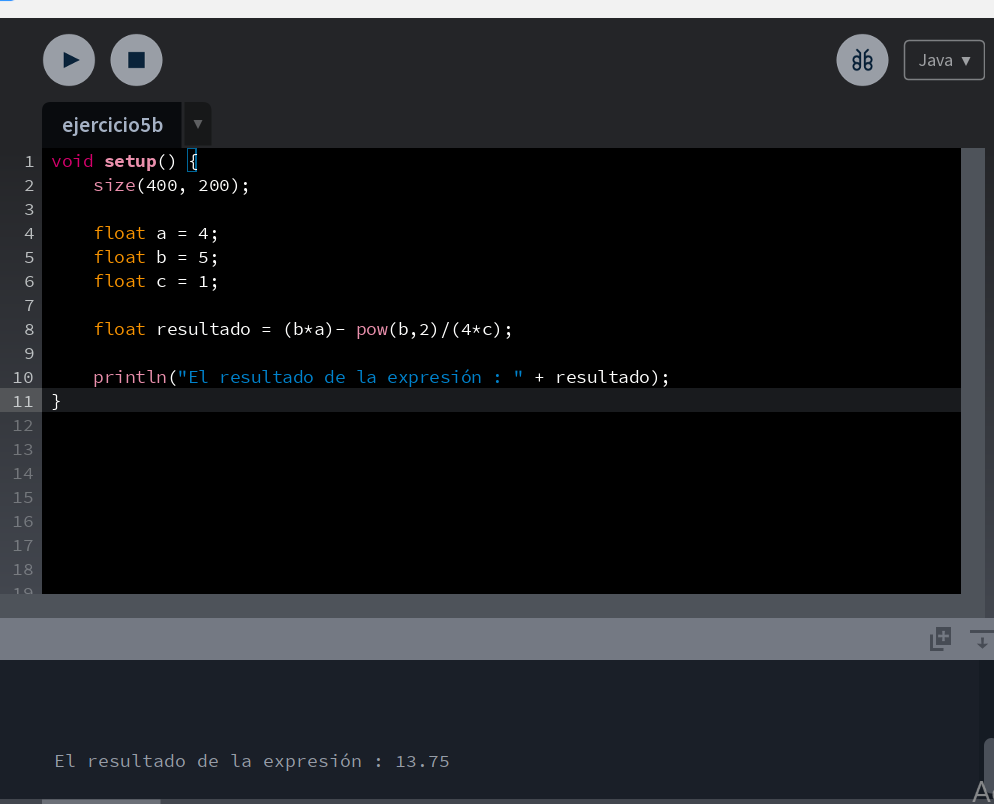 Java ▼
ejercicio5b ▼
1 void setup() {
2     size(400, 200);
3
4     float a = 4;
5     float b = 5;
6     float c = 1;
7
8     float resultado = (b*a)- pow(b,2)/(4*c);
9
10     println("El resultado de la expresión : " + resultado);
11 }
12
13
14
15
16
17
18
19
El resultado de la expresión : 13.75
A